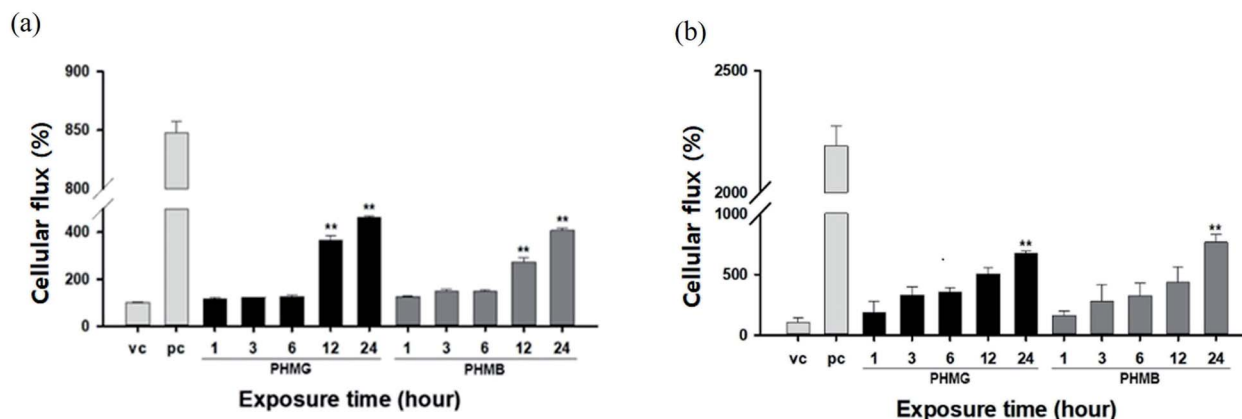 (a)
900
850
800
400
200
0
Cellular flux (%)
** ** ** **
vc pc 1 3 6 12 24 1 3 6 12 24
PHMG PHMB
Exposure time (hour)
(b)
2500
2000
1000
500
0
Cellular flux (%)
** **
vc pc 1 3 6 12 24 1 3 6 12 24
PHMG PHMB
Exposure time (hour)